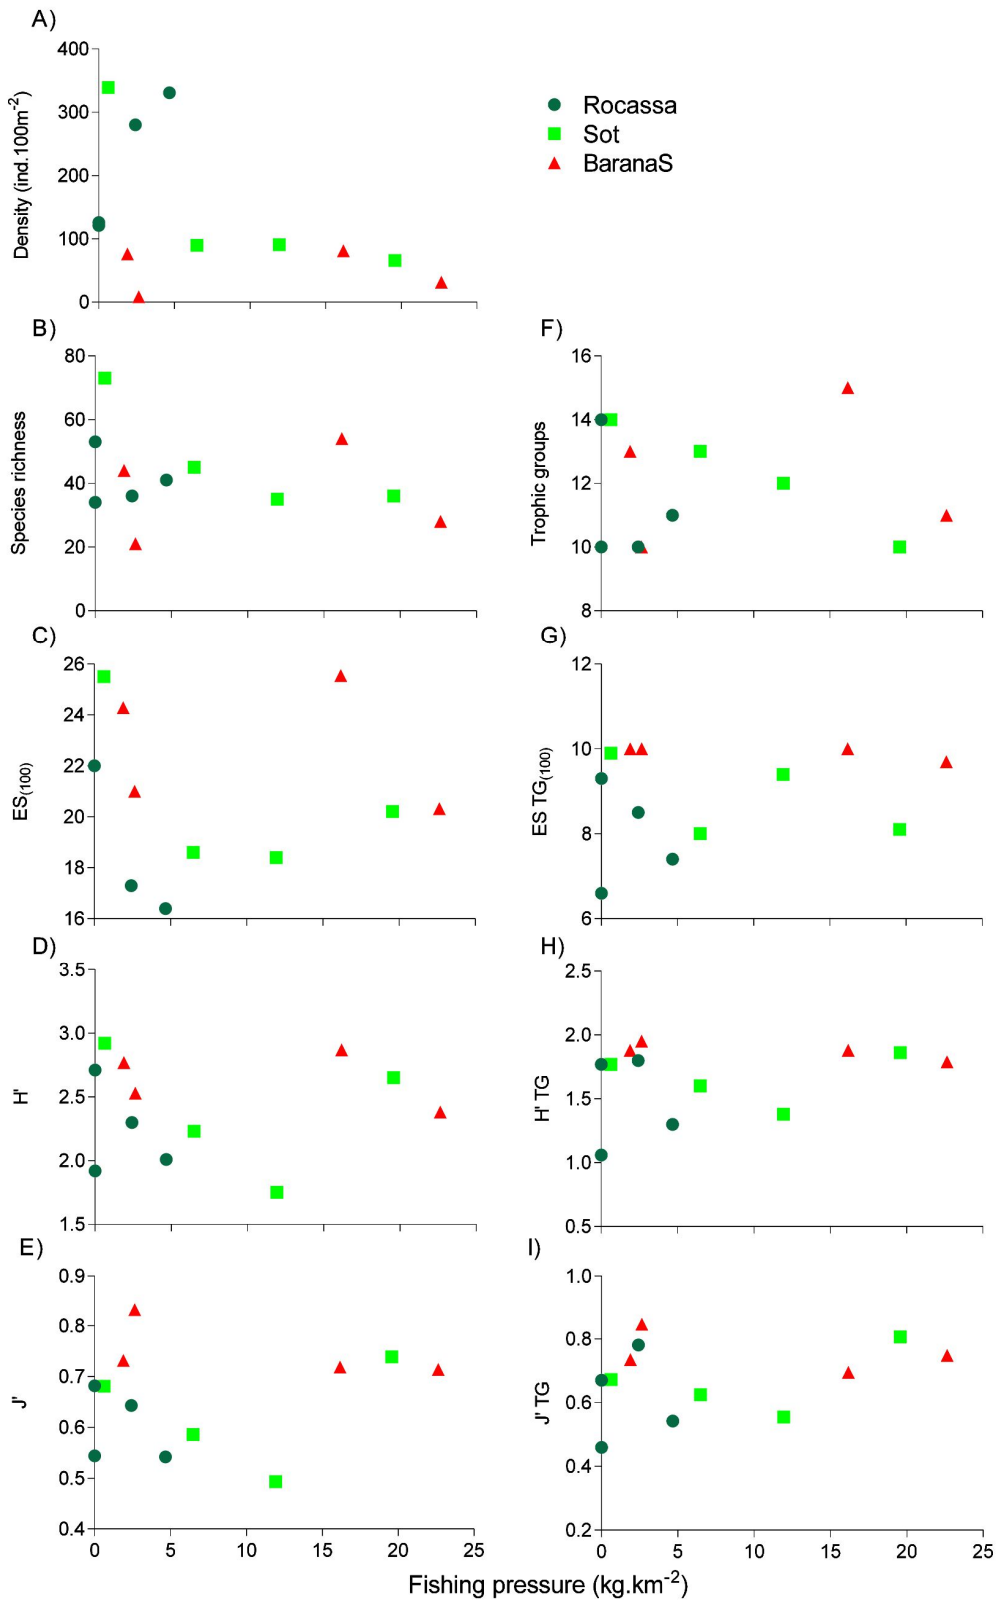 A)
400
300
200
100
0
Density (ind.100m-2)
Rocassa
Sot
BaranaS
B)
80
60
40
20
0
Species richness
F)
16
14
12
10
8
Trophic groups
C)
26
24
22
20
18
16
ES(100)
G)
12
10
8
6
ES TG(100)
D)
3.5
3.0
2.5
2.0
1.5
H'
H)
2.5
2.0
1.5
1.0
0.5
H' TG
E)
0.9
0.8
0.7
0.6
0.5
0.4
J'
0 5 10 15 20 25
I)
1.0
0.8
0.6
0.4
0.2
J' TG
0 5 10 15 20 25
Fishing pressure (kg.km-2)